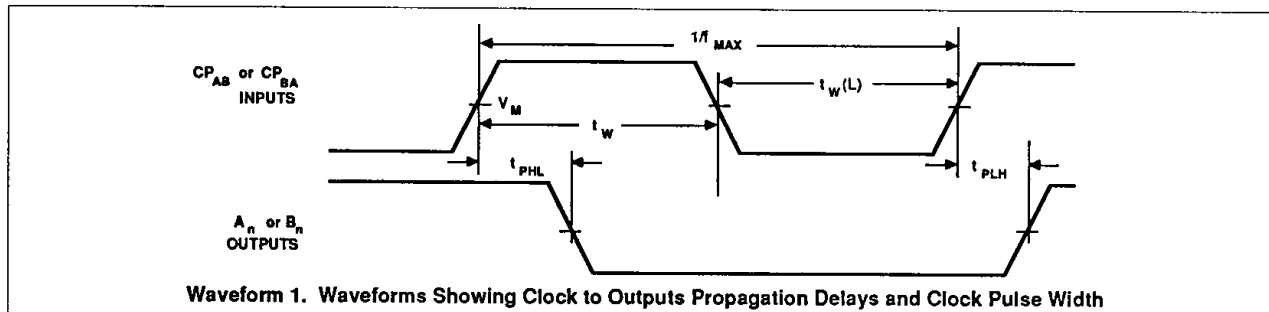 1/f MAX
CP AB or CP BA
INPUTS
V M
t W (L)
t W
t PHL
t PLH
A n or B n
OUTPUTS
Waveform 1. Waveforms Showing Clock to Outputs Propagation Delays and Clock Pulse Width